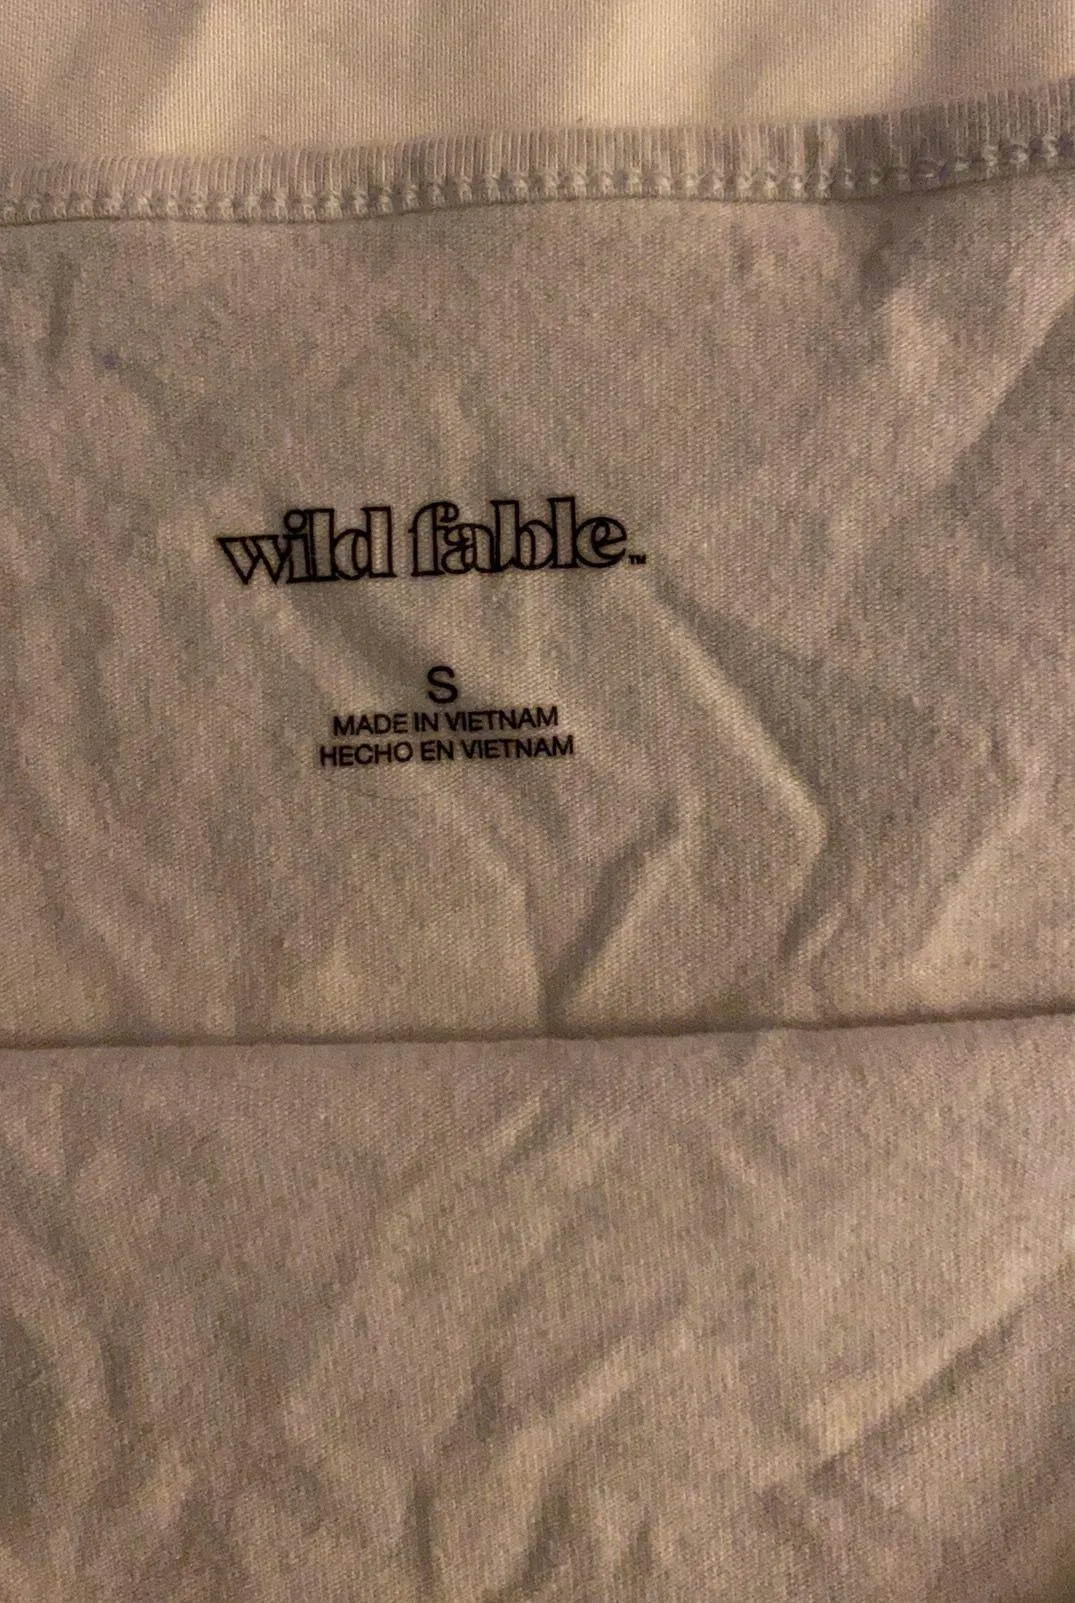 wild fable™
S
MADE IN VIETNAM
HECHO EN VIETNAM